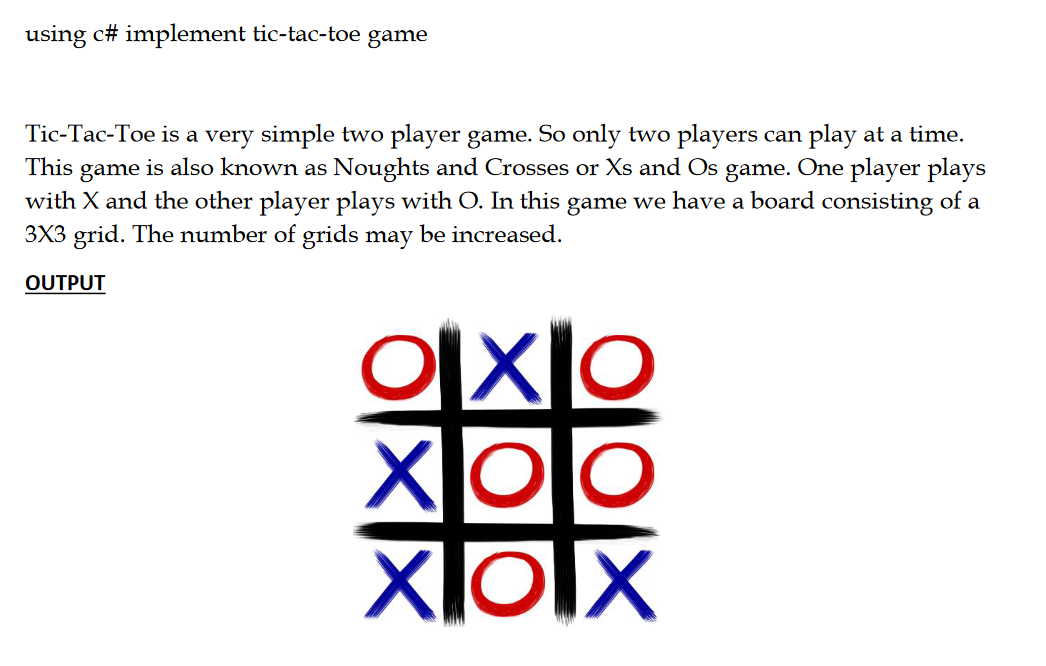 using c# implement tic-tac-toe game
Tic-Tac-Toe is a very simple two player game. So only two players can play at a time.
This game is also known as Noughts and Crosses or Xs and Os game. One player plays
with X and the other player plays with O. In this game we have a board consisting of a
3X3 grid. The number of grids may be increased.
OUTPUT
O X O
X O O
X O X